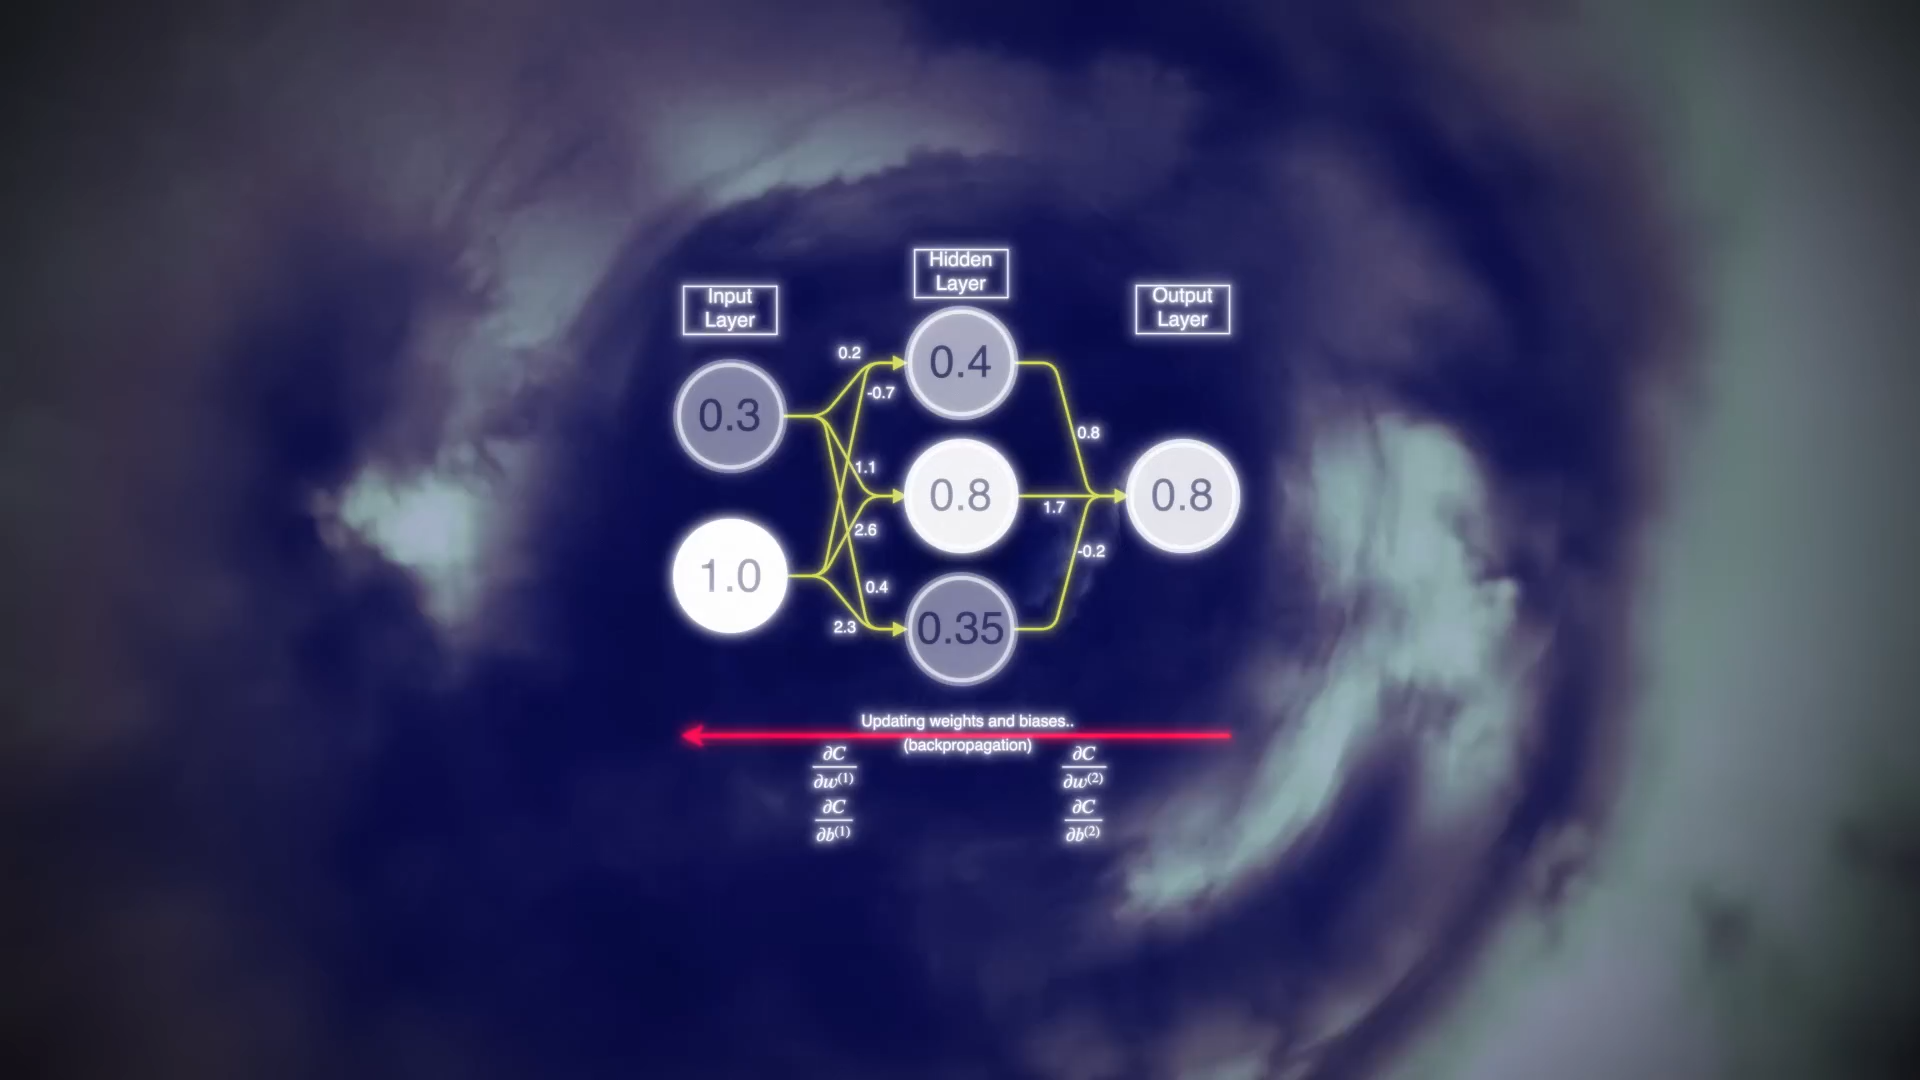 Hidden
Layer
Input
Layer
Output
Layer
0.2
0.4
-0.7
0.3
0.8
1.1
0.8
1.7
0.8
2.6
-0.2
1.0
0.4
2.3
0.35
Updating weights and biases..
(backpropagation)
∂C
∂w(1)
∂C
∂b(1)
∂C
∂w(2)
∂C
∂b(2)